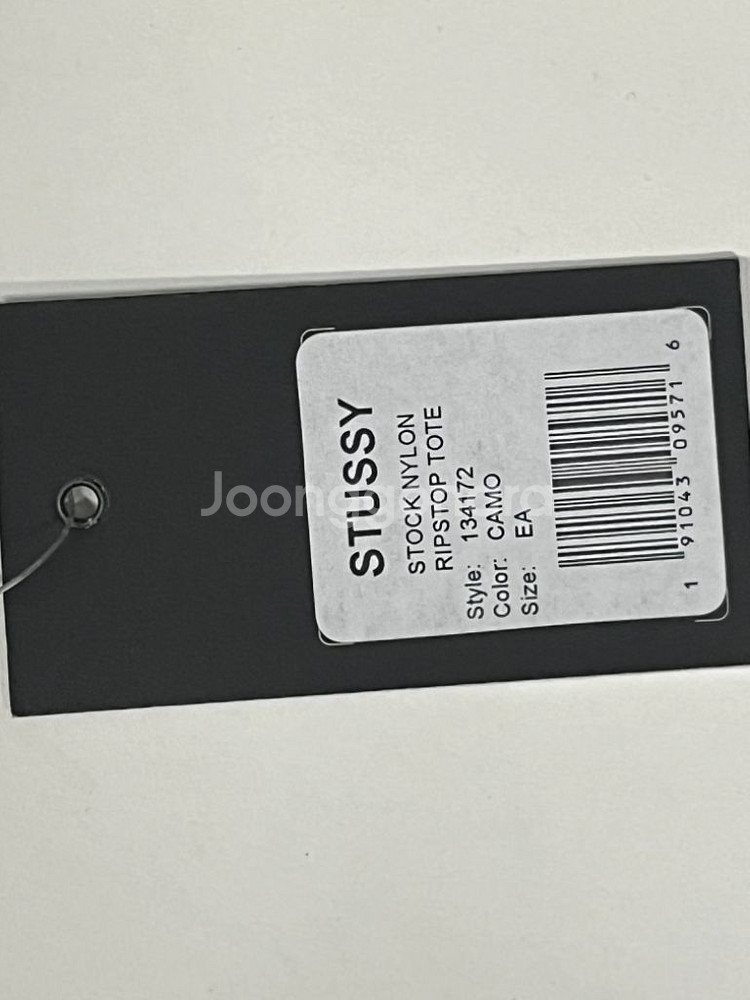 STUSSY
STOCK NYLON
RIPSTOP TOTE
Style: 134172
Color: CAMO
Size: EA
1 91043 09571 6